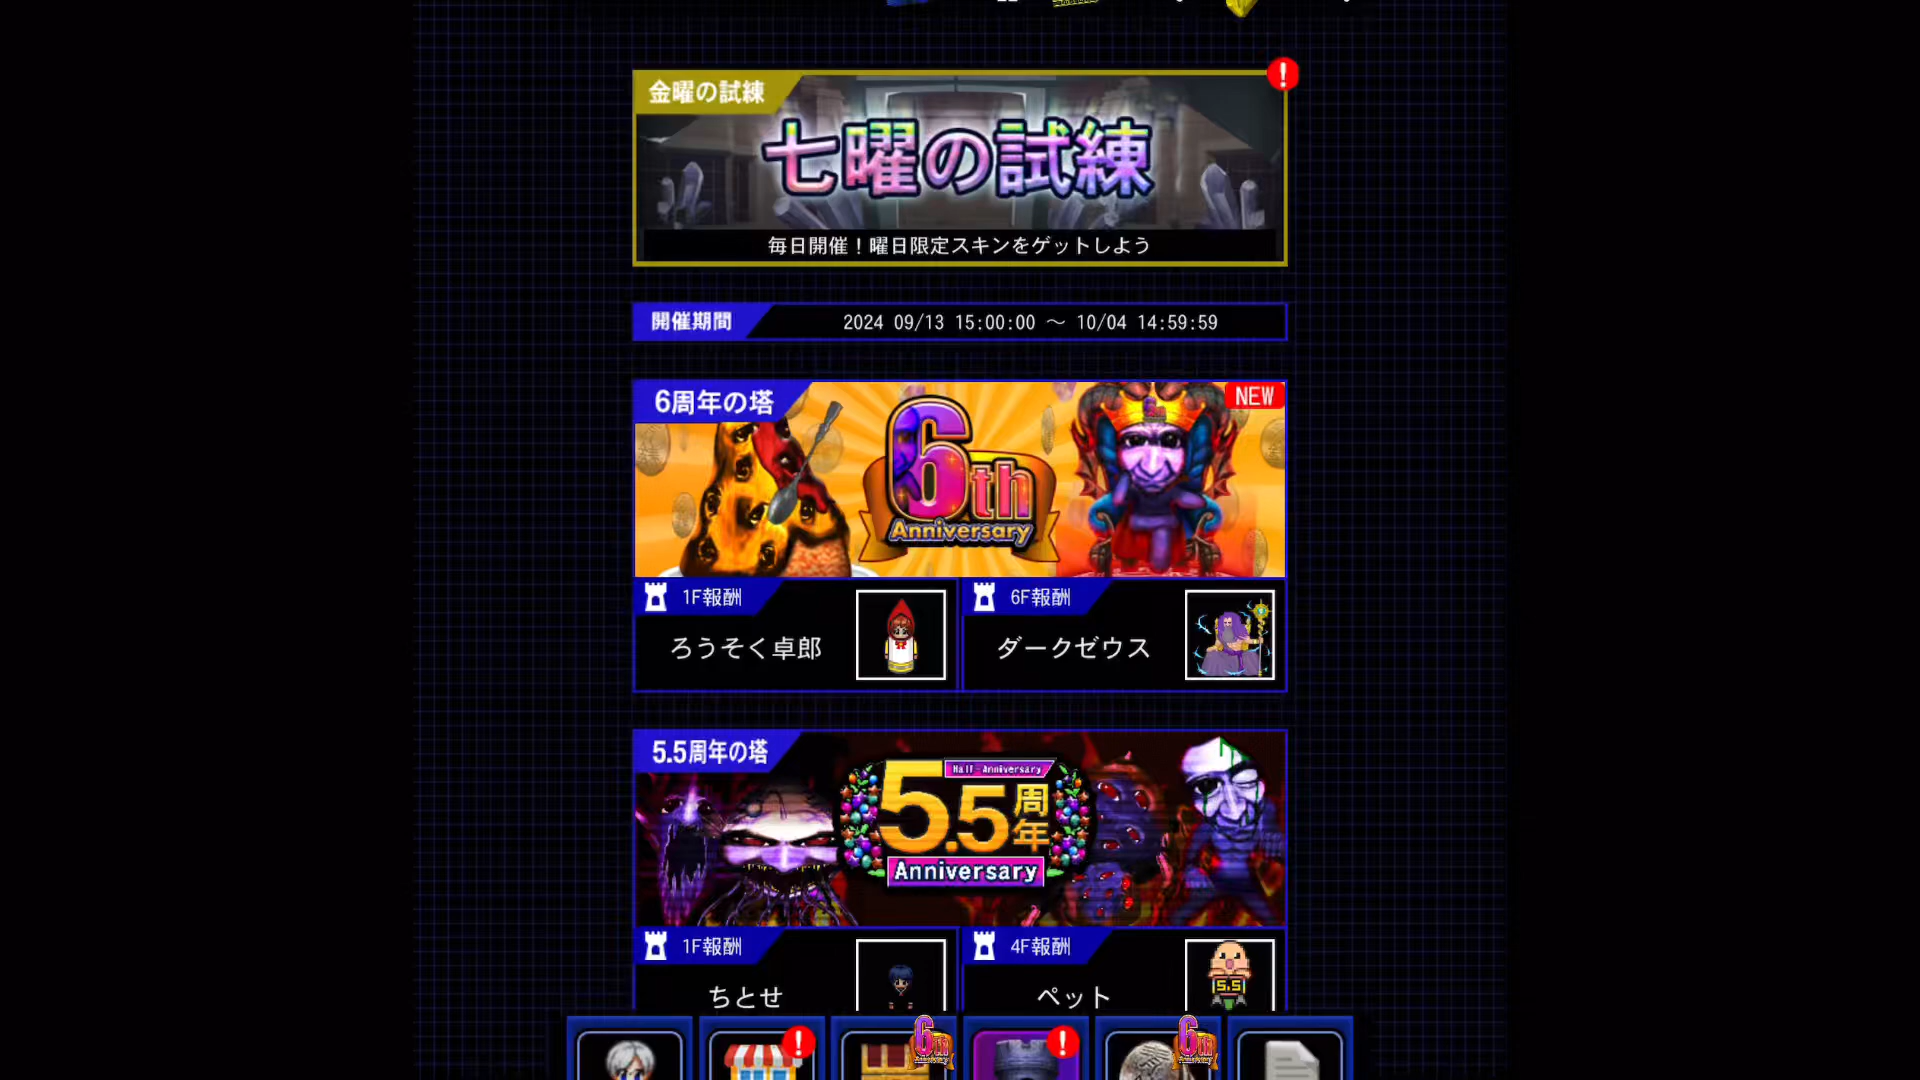 金曜の試練
!
七曜の試練
毎日開催！曜日限定スキンをゲットしよう
開催期間
2024 09/13 15:00:00 ～ 10/04 14:59:59
6周年の塔
NEW
6th
Anniversary
1F報酬
ろうそく卓郎
6F報酬
ダークゼウス
5.5周年の塔
Half-Anniversary
5.5周年
Anniversary
1F報酬
ちとせ
4F報酬
ペット
5.5
!
6th
Anniversary
!
6th
Anniversary